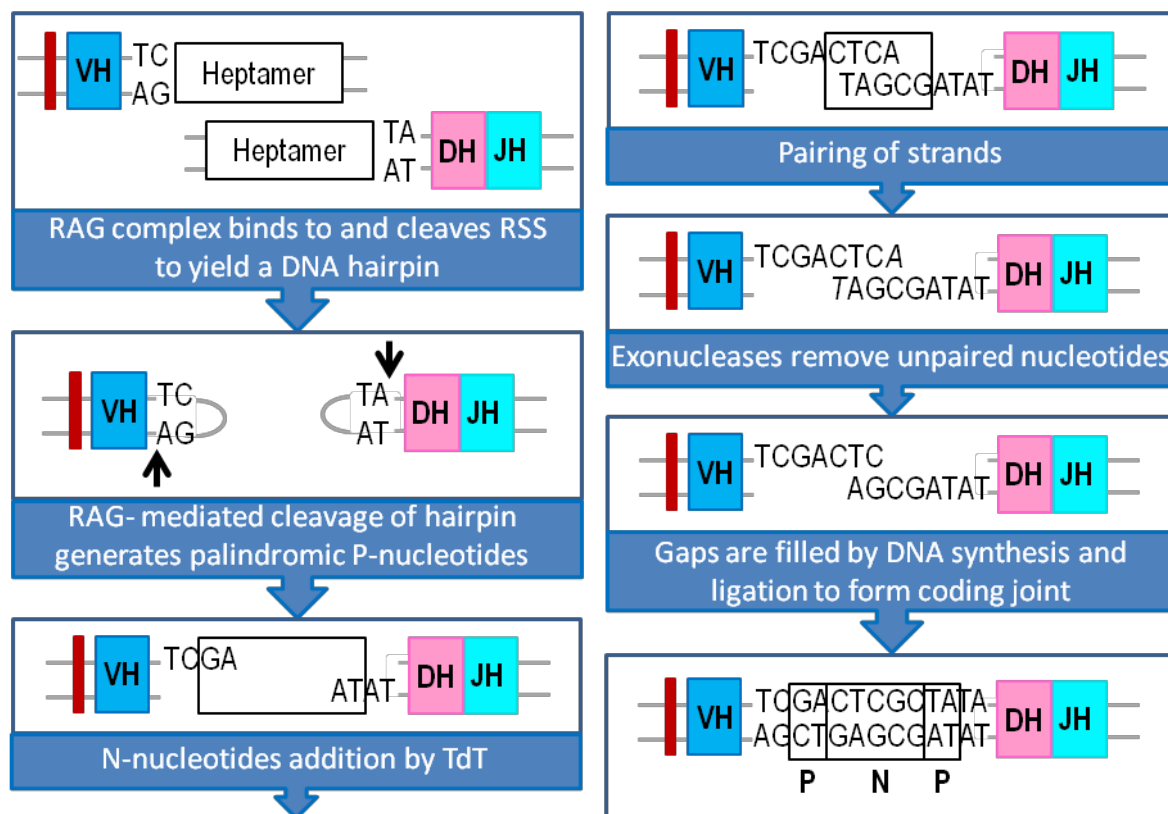 VH
TC
AG
Heptamer
Heptamer
TA
AT
DH JH
RAG complex binds to and cleaves RSS
to yield a DNA hairpin
VH
TC
AG
TA
AT
DH JH
RAG- mediated cleavage of hairpin
generates palindromic P-nucleotides
VH
TCGA
ATAT
DH JH
N-nucleotides addition by TdT
VH
TCGACTCA
TAGCGATAT
DH JH
Pairing of strands
VH
TCGACTCA
TAGCGATAT
DH JH
Exonucleases remove unpaired nucleotides
VH
TCGACTC
AGCGATAT
DH JH
Gaps are filled by DNA synthesis and
ligation to form coding joint
VH
TCGACTCGCTATA
AGCTGAGCGATAT
DH JH
P N P